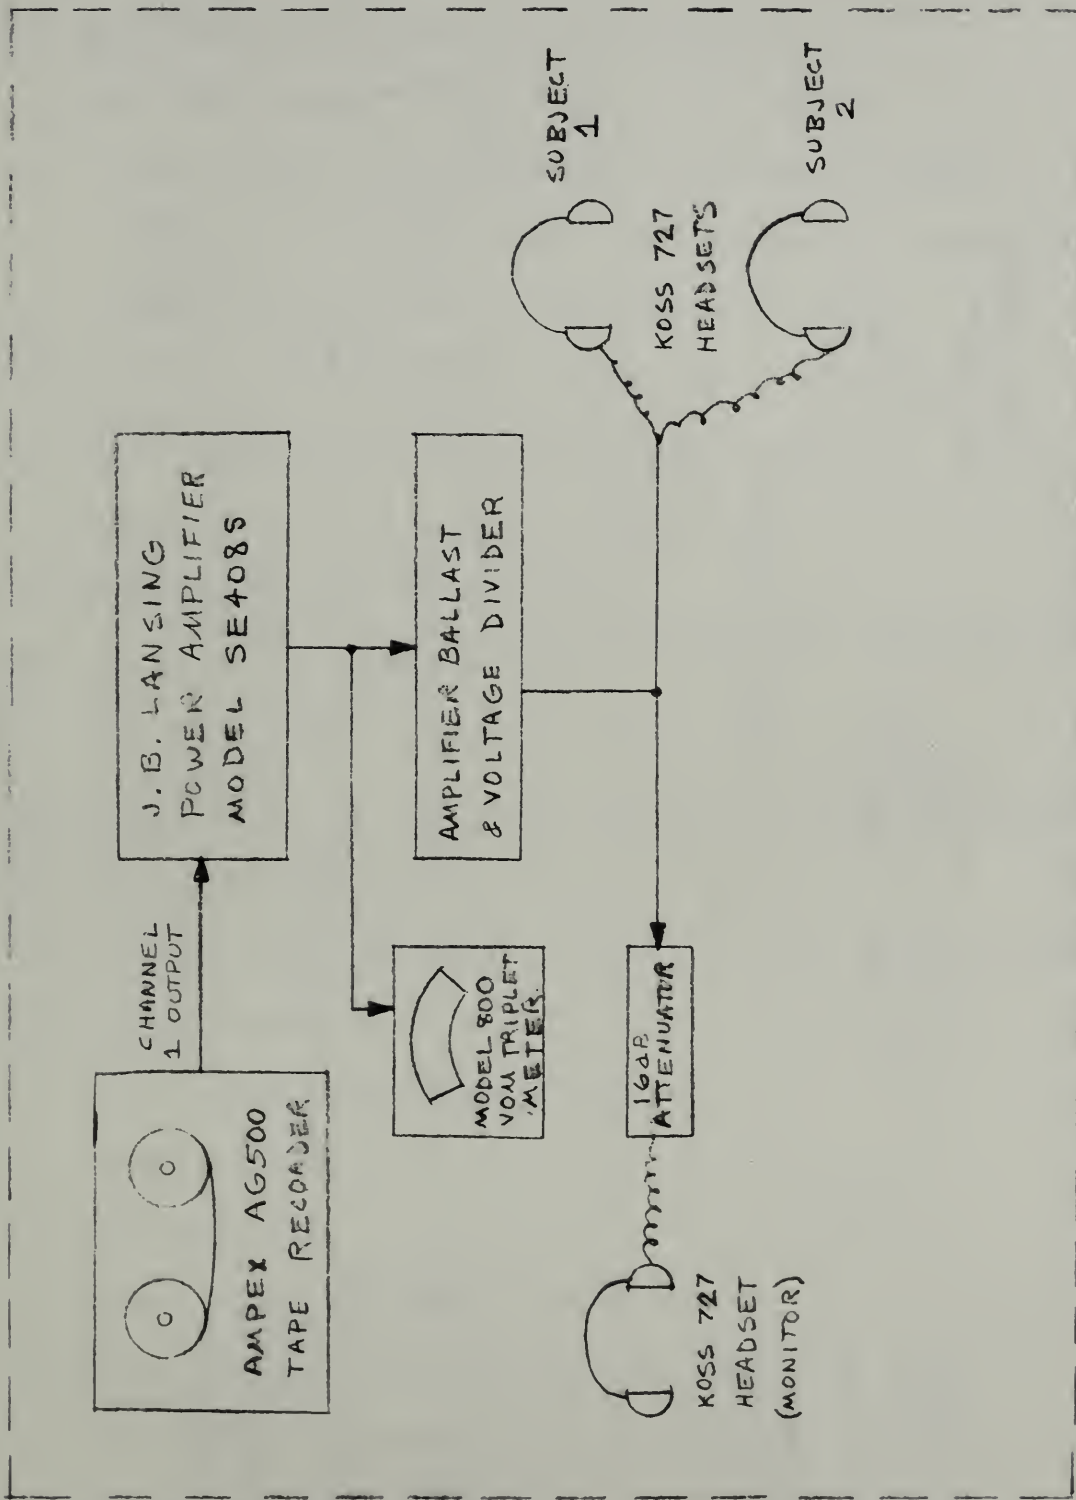 CHANNEL
1 OUTPUT
AMPEX AG500
TAPE RECORDER
J.B. LANSING
POWER AMPLIFIER
MODEL SE408S
MODEL 800
VOM TRIPLET
METER
AMPLIFIER BALLAST
& VOLTAGE DIVIDER
16dB
ATTENUATOR
KOSS 727
HEADSET
(MONITOR)
KOSS 727
HEADSETS
SUBJECT
1
SUBJECT
2